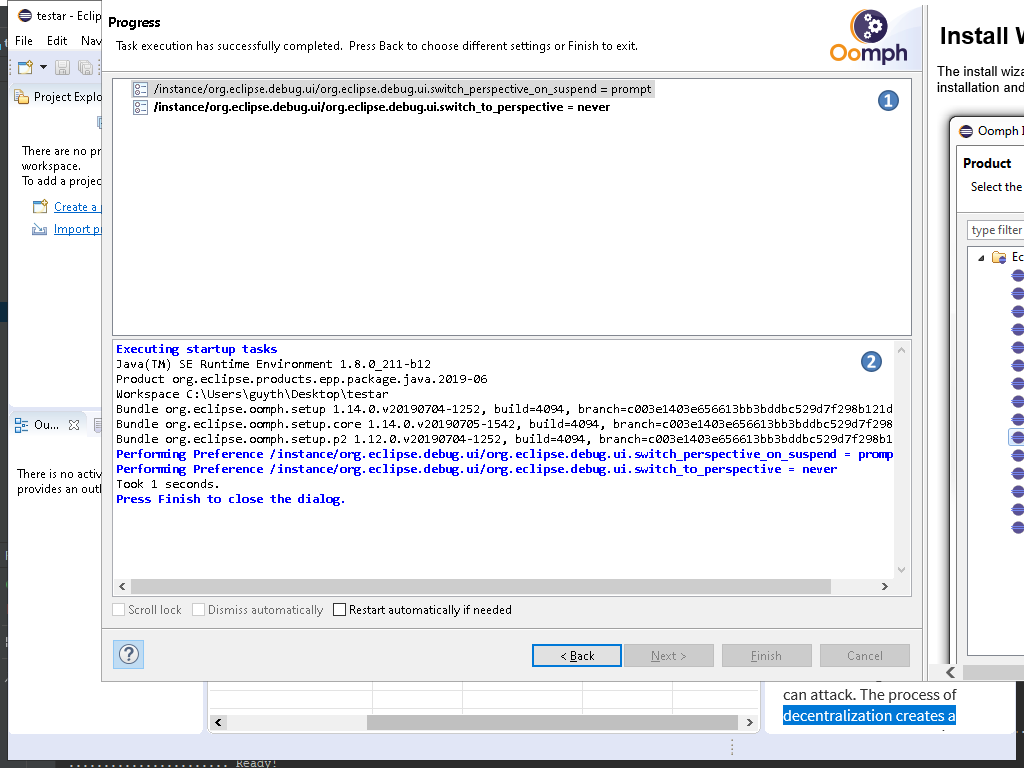 testar - Eclip
File Edit Nav
Project Explo
There are no pr
workspace.
To add a projec
Create a p
Import pr
Ou...
There is no activ
provides an outl
Progress
Task execution has successfully completed. Press Back to choose different settings or Finish to exit.
Oomph
/instance/org.eclipse.debug.ui/org.eclipse.debug.ui.switch_perspective_on_suspend = prompt
/instance/org.eclipse.debug.ui/org.eclipse.debug.ui.switch_to_perspective = never
1
Executing startup tasks
Java(TM) SE Runtime Environment 1.8.0_211-b12
Product org.eclipse.products.epp.package.java.2019-06
Workspace C:\Users\guyth\Desktop\testar
Bundle org.eclipse.oomph.setup 1.14.0.v20190704-1252, build=4094, branch=c003e1403e656613bb3bddbc529d7f298b121d
Bundle org.eclipse.oomph.setup.core 1.14.0.v20190705-1542, build=4094, branch=c003e1403e656613bb3bddbc529d7f298
Bundle org.eclipse.oomph.setup.p2 1.12.0.v20190704-1252, build=4094, branch=c003e1403e656613bb3bddbc529d7f298b1
Performing Preference /instance/org.eclipse.debug.ui/org.eclipse.debug.ui.switch_perspective_on_suspend = promp
Performing Preference /instance/org.eclipse.debug.ui/org.eclipse.debug.ui.switch_to_perspective = never
Took 1 seconds.
Press Finish to close the dialog.
2
Scroll lock Dismiss automatically Restart automatically if needed
? < Back Next > Finish Cancel
Install W
The install wiza
installation and
Oomph I
Product
Select the
type filter
Ec
can attack. The process of
decentralization creates a
Ready!